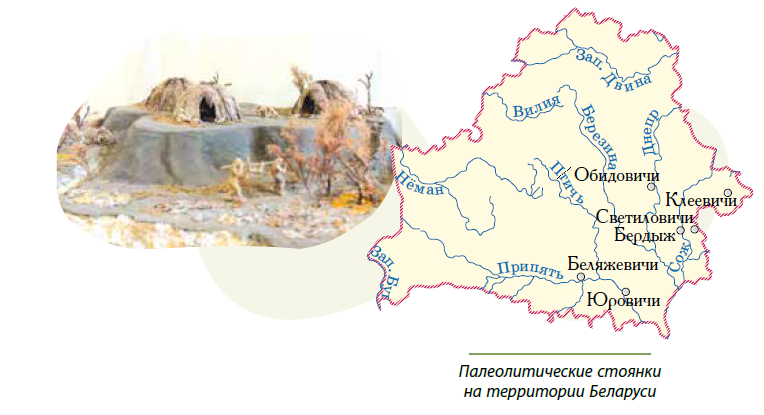 Зап. Двина
Вилия
Березина
Днепр
Нёман
Птичь
Обидовичи
Клеевичи
Светиловичи
Бердыж
Сож
Зап. Буг
Припять
Беляжевичи
Юровичи
Палеолитические стоянки
на территории Беларуси